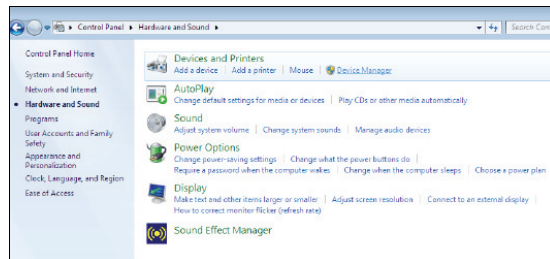 Control Panel ▸ Hardware and Sound ▸
Search Con
Control Panel Home
System and Security
Network and Internet
Hardware and Sound
Programs
User Accounts and Family
Safety
Appearance and
Personalization
Clock, Language, and Region
Ease of Access
Devices and Printers
Add a device | Add a printer | Mouse | Device Manager
AutoPlay
Change default settings for media or devices | Play CDs or other media automatically
Sound
Adjust system volume | Change system sounds | Manage audio devices
Power Options
Change power-saving settings | Change what the power buttons do |
Require a password when the computer wakes | Change when the computer sleeps | Choose a power plan
Display
Make text and other items larger or smaller | Adjust screen resolution | Connect to an external display |
How to correct monitor flicker (refresh rate)
Sound Effect Manager